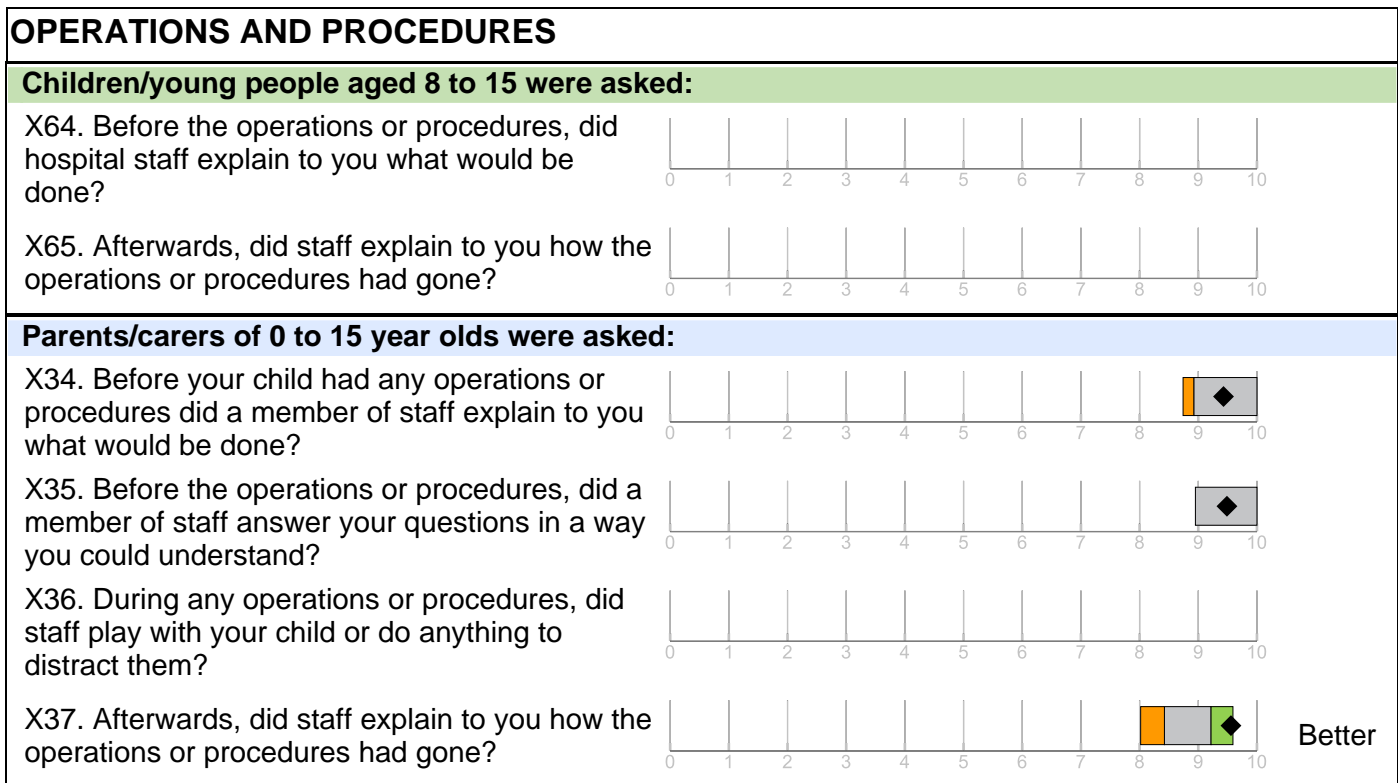 OPERATIONS AND PROCEDURES
Children/young people aged 8 to 15 were asked:
X64. Before the operations or procedures, did
hospital staff explain to you what would be
done?
0 1 2 3 4 5 6 7 8 9 10
X65. Afterwards, did staff explain to you how the
operations or procedures had gone?
0 1 2 3 4 5 6 7 8 9 10
Parents/carers of 0 to 15 year olds were asked:
X34. Before your child had any operations or
procedures did a member of staff explain to you
what would be done?
0 1 2 3 4 5 6 7 8 9 10
X35. Before the operations or procedures, did a
member of staff answer your questions in a way
you could understand?
0 1 2 3 4 5 6 7 8 9 10
X36. During any operations or procedures, did
staff play with your child or do anything to
distract them?
0 1 2 3 4 5 6 7 8 9 10
X37. Afterwards, did staff explain to you how the
operations or procedures had gone?
0 1 2 3 4 5 6 7 8 9 10
Better